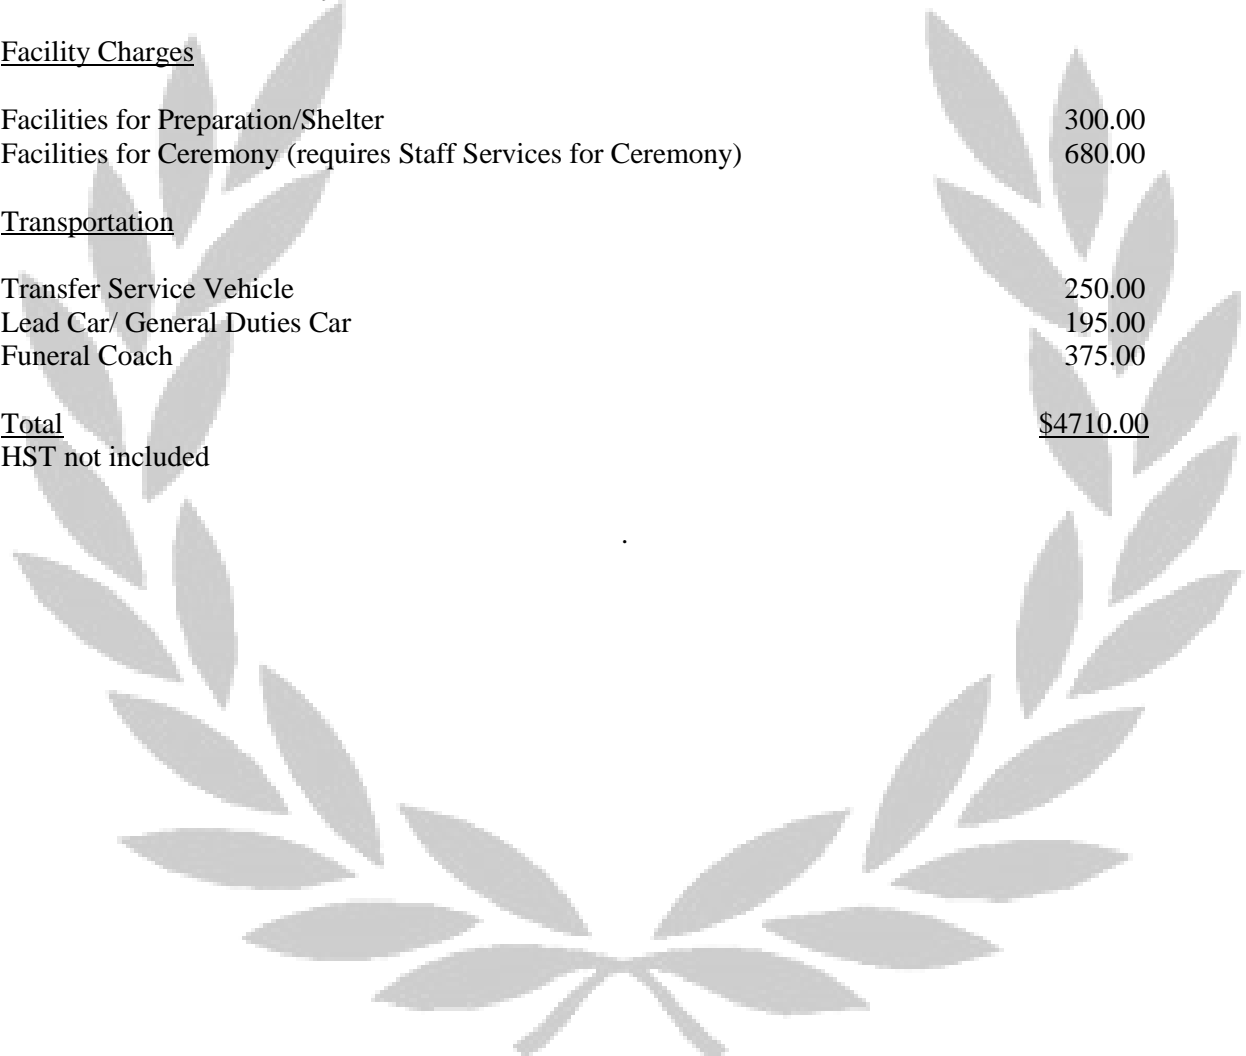 Facility Charges
Facilities for Preparation/Shelter 300.00
Facilities for Ceremony (requires Staff Services for Ceremony) 680.00
Transportation
Transfer Service Vehicle 250.00
Lead Car/ General Duties Car 195.00
Funeral Coach 375.00
Total $4710.00
HST not included
.